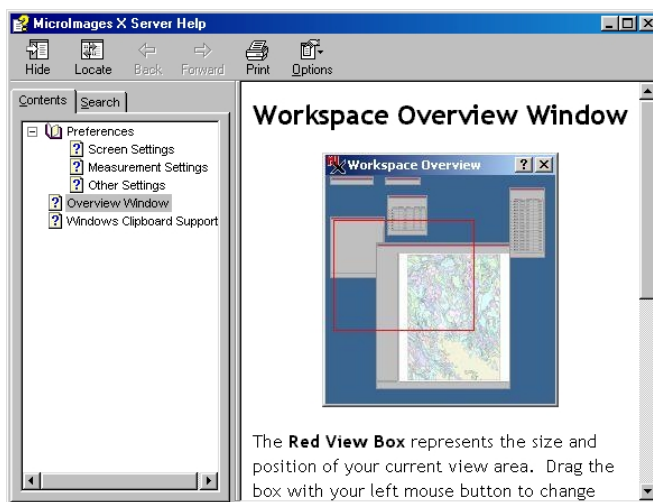 MicroImages X Server Help
Hide Locate Back Forward Print Options
Contents Search
Preferences
Screen Settings
Measurement Settings
Other Settings
Overview Window
Windows Clipboard Support
Workspace Overview Window
Workspace Overview
The Red View Box represents the size and
position of your current view area. Drag the
box with your left mouse button to change